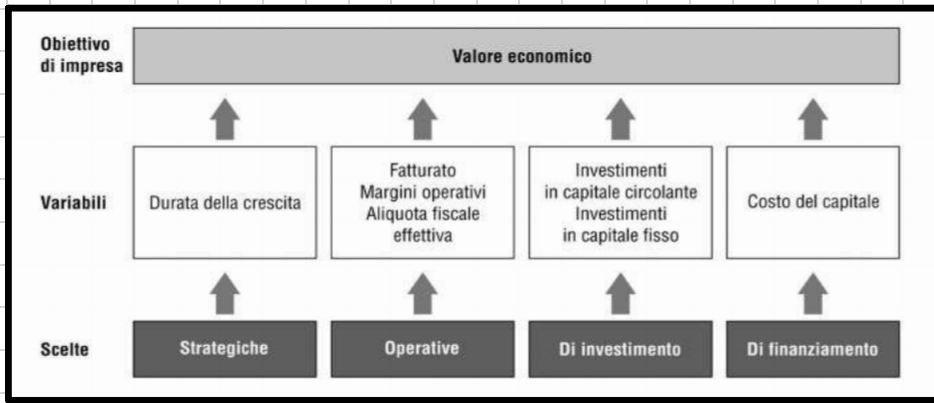 Obiettivo
di impresa
Valore economico
Variabili
Durata della crescita
Fatturato
Margini operativi
Aliquota fiscale
effettiva
Investimenti
in capitale circolante
Investimenti
in capitale fisso
Costo del capitale
Scelte
Strategiche
Operative
Di investimento
Di finanziamento